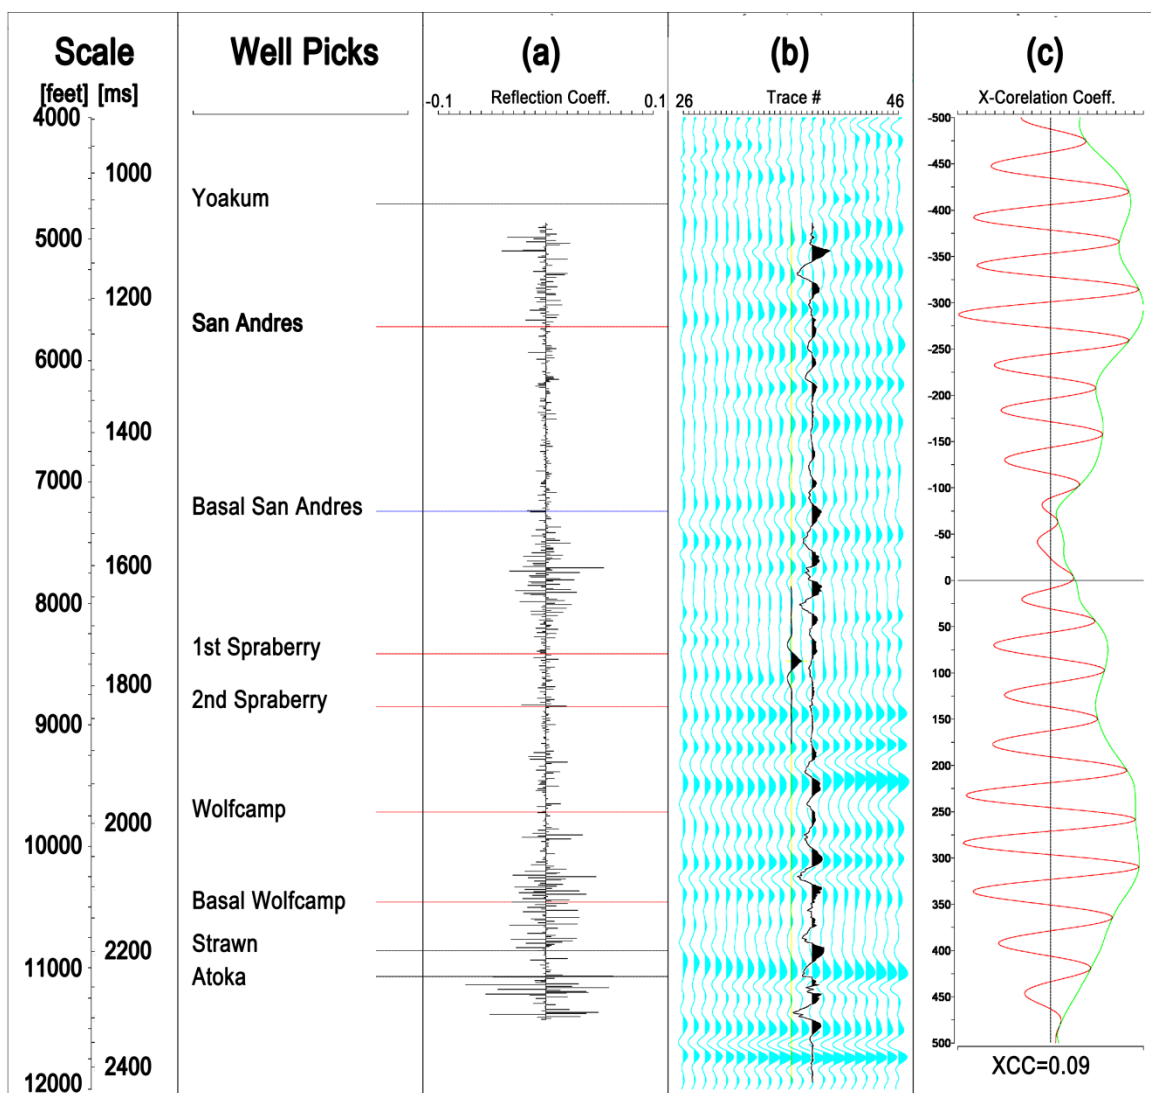 Scale Well Picks (a) (b) (c)
[feet] [ms] -0.1 Reflection Coeff. 0.1 26 Trace # 46 X-Corelation Coeff.
4000 -500
1000 -450
Yoakum -400
5000 -350
1200 -300
San Andres -250
6000 -200
1400 -150
7000 -100
Basal San Andres -50
1600 0
8000 50
1st Spraberry 100
1800
2nd Spraberry 150
9000 200
Wolfcamp 250
2000
10000 300
Basal Wolfcamp 350
Strawn 400
2200
11000
Atoka 450
500
2400 XCC=0.09
12000